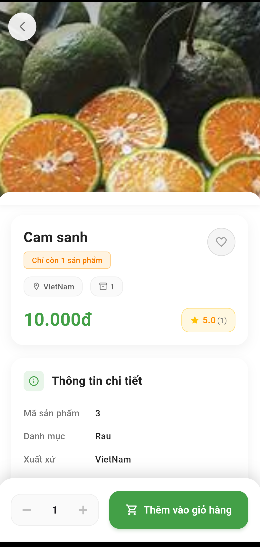 Cam sanh
Chỉ còn 1 sản phẩm
VietNam
1
10.000đ
5.0 (1)
Thông tin chi tiết
Mã sản phẩm 3
Danh mục Rau
Xuất xứ VietNam
1
Thêm vào giỏ hàng